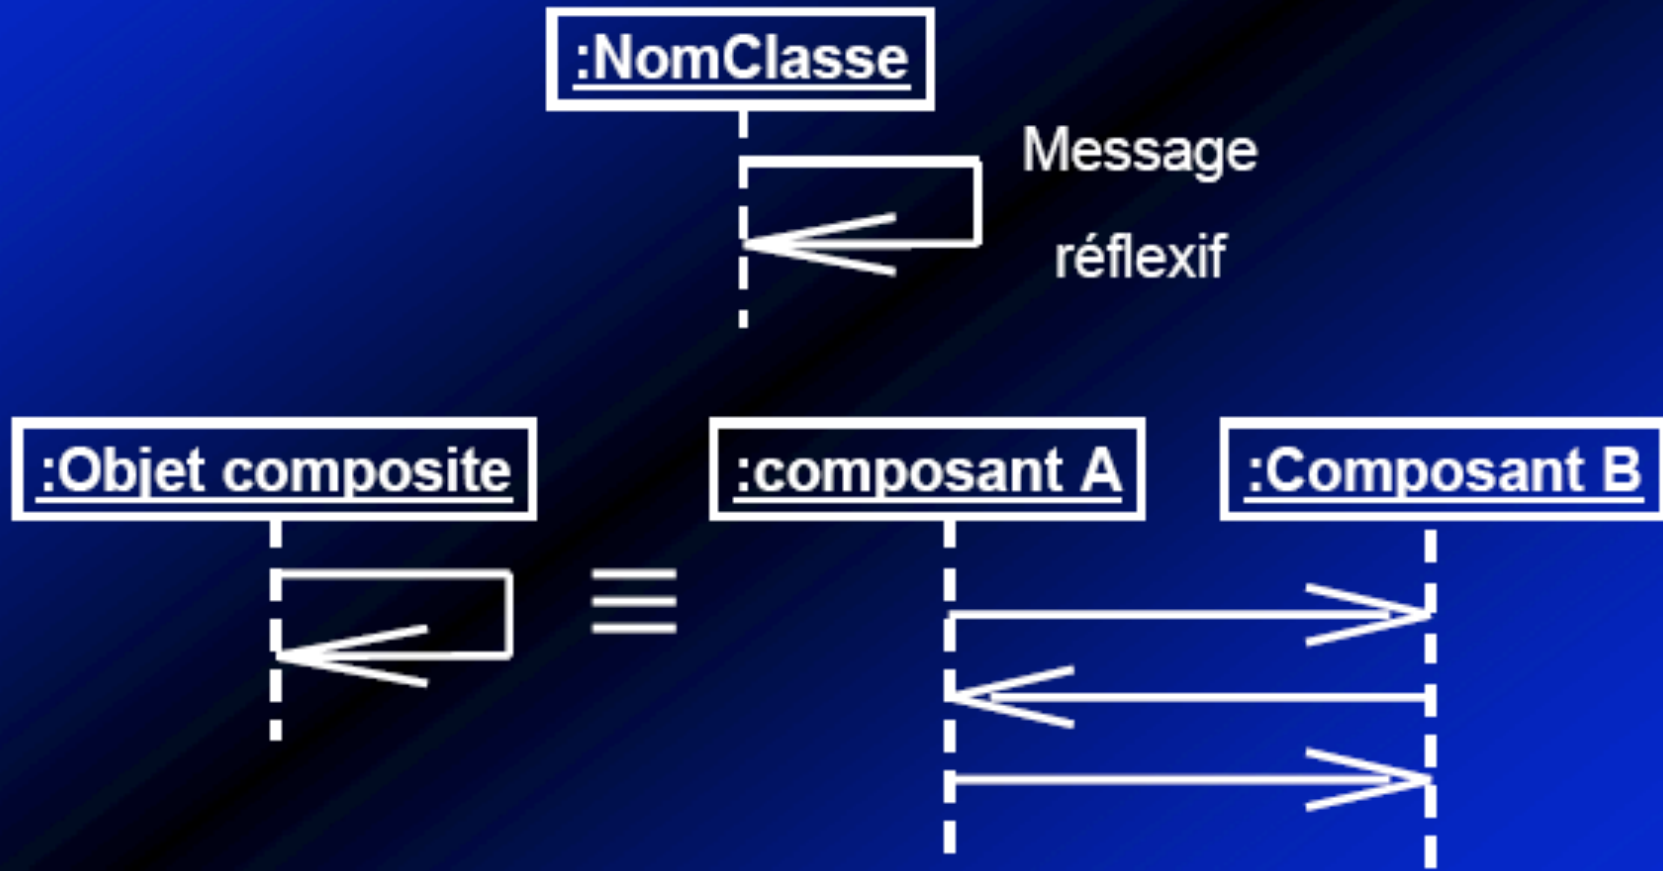 :NomClasse
Message
réflexif
:Objet composite
:composant A
:Composant B